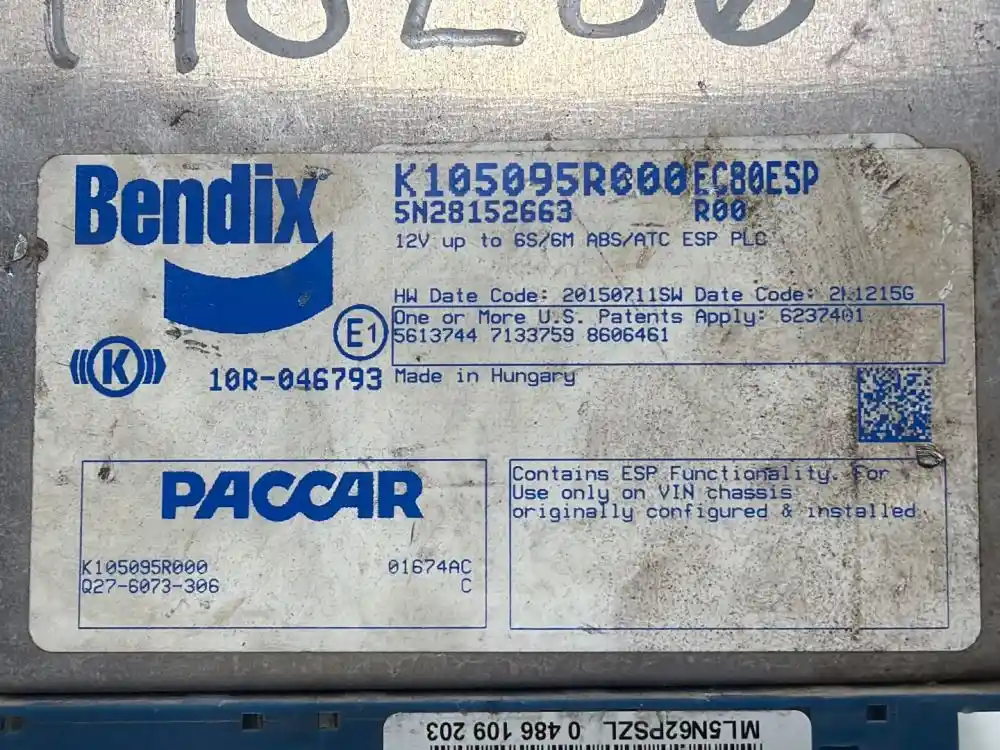 Bendix
K105095R000 EC80ESP
5N28152663 R00
12V up to 6S/6M ABS/ATC ESP PLC
HW Date Code: 20150711SW Date Code:
One or More U.S. Patents Apply: 6237401
5613744 7133759 8606461
E1
K
10R-046793
Made in Hungary
PACCAR
K105095R000 01674AC
Q27-6073-306 C
Contains ESP Functionality. For
Use only on VIN chassis
originally configured & installed
ML5N62PSZL 0 486 109 203